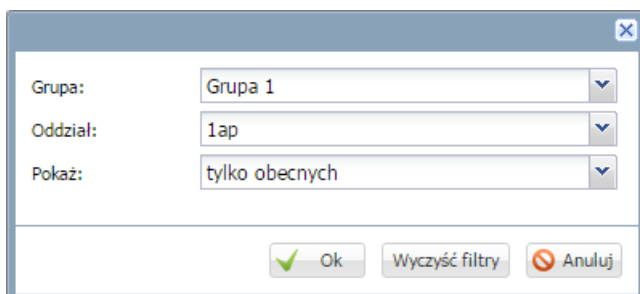 Grupa: Grupa 1
Oddział: 1ap
Pokaż: tylko obecnych
Ok Wyczyść filtry Anuluj